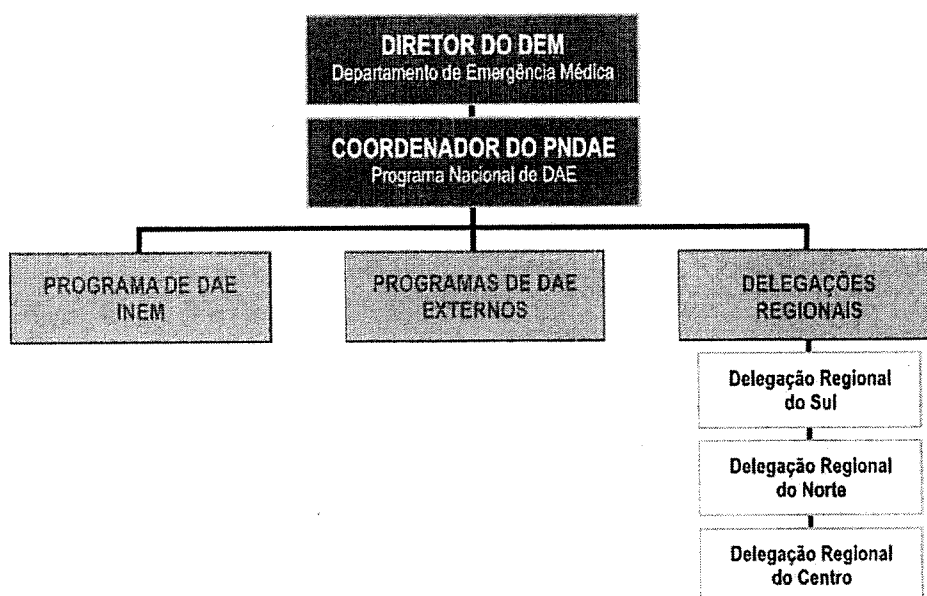 DIRETOR DO DEM
Departamento de Emergência Médica
COORDENADOR DO PNDAE
Programa Nacional de DAE
PROGRAMA DE DAE
INEM
PROGRAMAS DE DAE
EXTERNOS
DELEGAÇÕES
REGIONAIS
Delegação Regional
do Sul
Delegação Regional
do Norte
Delegação Regional
do Centro